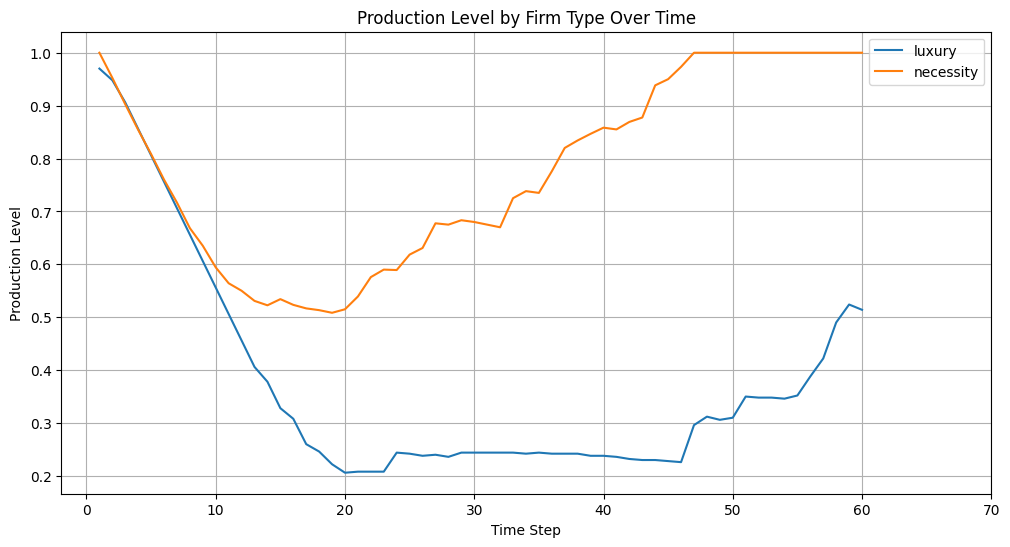 Production Level by Firm Type Over Time
luxury
necessity
Production Level
1.0
0.9
0.8
0.7
0.6
0.5
0.4
0.3
0.2
0 10 20 30 40 50 60 70
Time Step